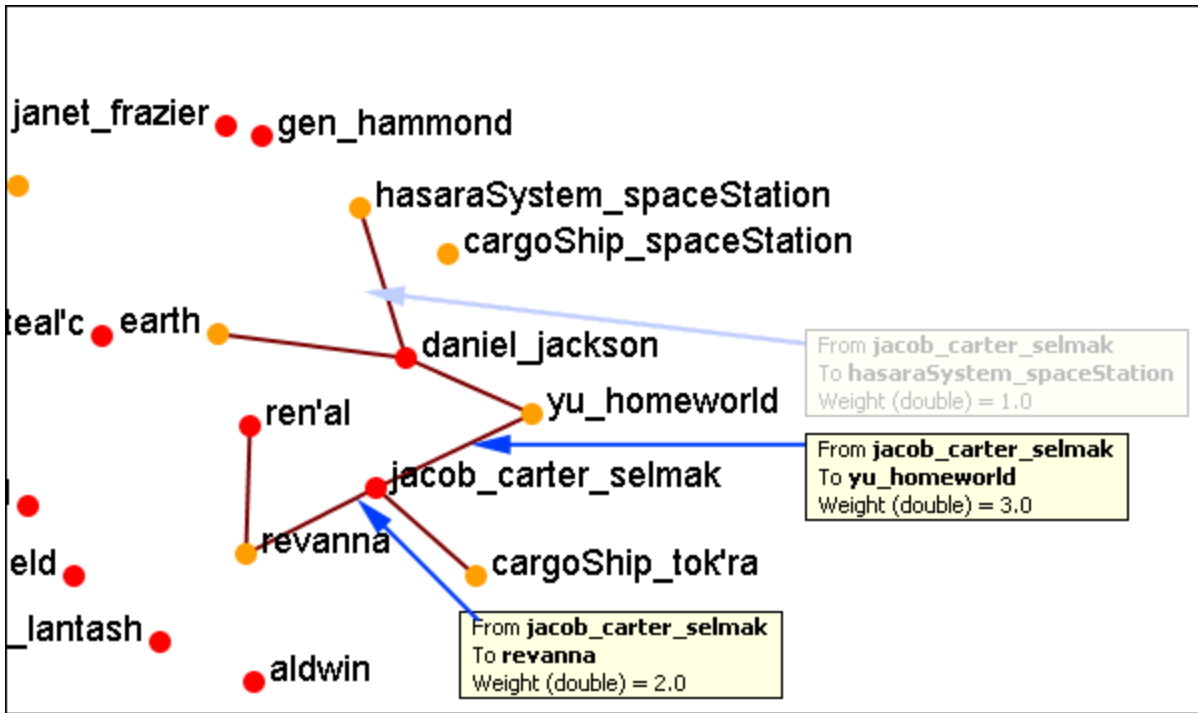 janet_frazier
gen_hammond
hasaraSystem_spaceStation
cargoShip_spaceStation
teal'c
earth
daniel_jackson
From jacob_carter_selmak
To hasaraSystem_spaceStation
Weight (double) = 1.0
yu_homeworld
ren'al
From jacob_carter_selmak
To yu_homeworld
Weight (double) = 3.0
jacob_carter_selmak
revanna
eld
cargoShip_tok'ra
_lantash
From jacob_carter_selmak
To revanna
Weight (double) = 2.0
aldwin